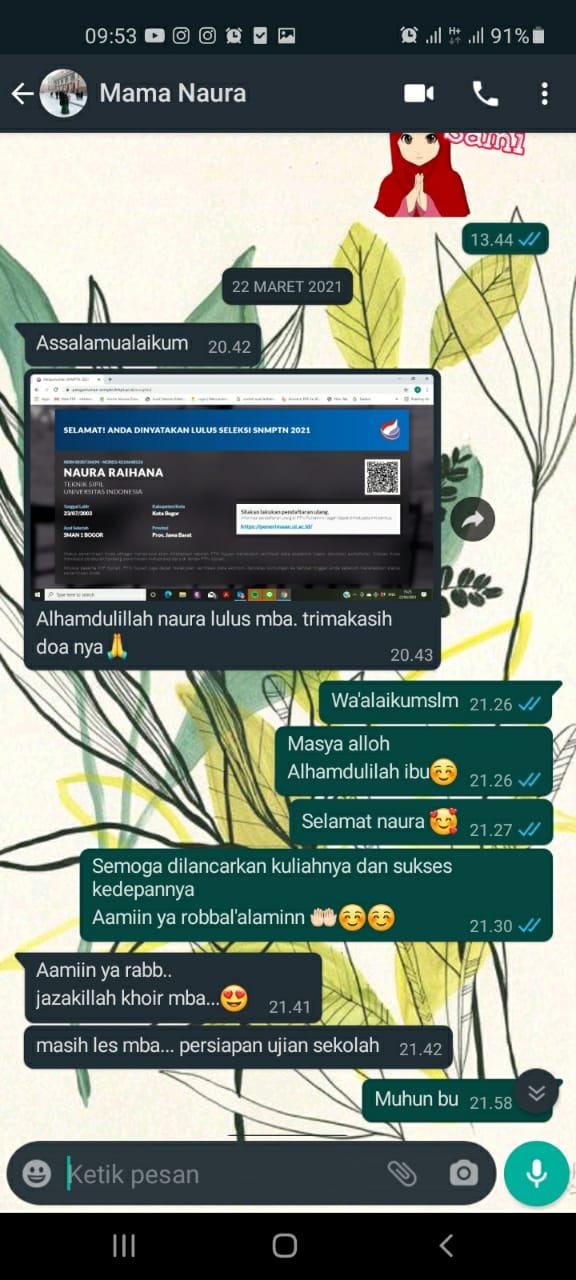 09:53
H+
91%
Mama Naura
Sami
13.44
22 MARET 2021
Assalamualaikum 20.42
SELAMAT! ANDA DINYATAKAN LULUS SELEKSI SNMPTN 2021
NAURA RAIHANA
TEKNIK SIPIL
UNIVERSITAS INDONESIA
Tanggal Lahir
23/07/2003
Kabupaten/Kota
Kota Bogor
Asal Sekolah
SMAN 1 BOGOR
Provinsi
Prov. Jawa Barat
Silakan lakukan pendaftaran ulang.
https://penerimaan.ui.ac.id/
Type here to search
Alhamdulillah naura lulus mba. trimakasih
doa nya🙏 20.43
Wa'alaikumslm 21.26
Masya alloh
Alhamdulilah ibu😊 21.26
Selamat naura 🥰 21.27
Semoga dilancarkan kuliahnya dan sukses
kedepannya
Aamiin ya robbal'alaminn 🤲🏻😊😊 21.30
Aamiin ya rabb..
jazakillah khoir mba...😍 21.41
masih les mba... persiapan ujian sekolah 21.42
Muhun bu 21.58
Ketik pesan